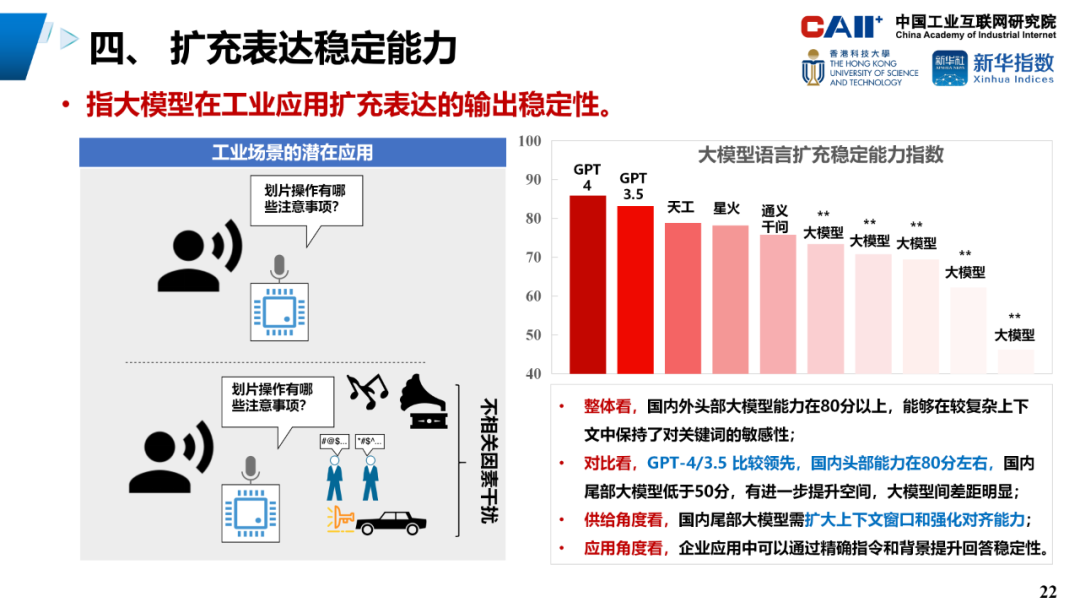 四、 扩充表达稳定能力
CAII+
中国工业互联网研究院
China Academy of Industrial Internet
香港科技大學
THE HONG KONG
UNIVERSITY OF SCIENCE
AND TECHNOLOGY
新华社
新华指数
Xinhua Indices
• 指大模型在工业应用扩充表达的输出稳定性。
工业场景的潜在应用
划片操作有哪
些注意事项?
划片操作有哪
些注意事项?
#@$...
*#$^...
不相关因素干扰
大模型语言扩充稳定能力指数
100
90
80
70
60
50
40
GPT
4
GPT
3.5
天工
星火
通义
千问
**
大模型
**
大模型
**
大模型
**
大模型
**
大模型
• 整体看，国内外头部大模型能力在80分以上，能够在较复杂上下
文中保持了对关键词的敏感性；
• 对比看，GPT-4/3.5 比较领先，国内头部能力在80分左右，国内
尾部大模型低于50分，有进一步提升空间，大模型间差距明显；
• 供给角度看，国内尾部大模型需扩大上下文窗口和强化对齐能力；
• 应用角度看，企业应用中可以通过精确指令和背景提升回答稳定性。
22